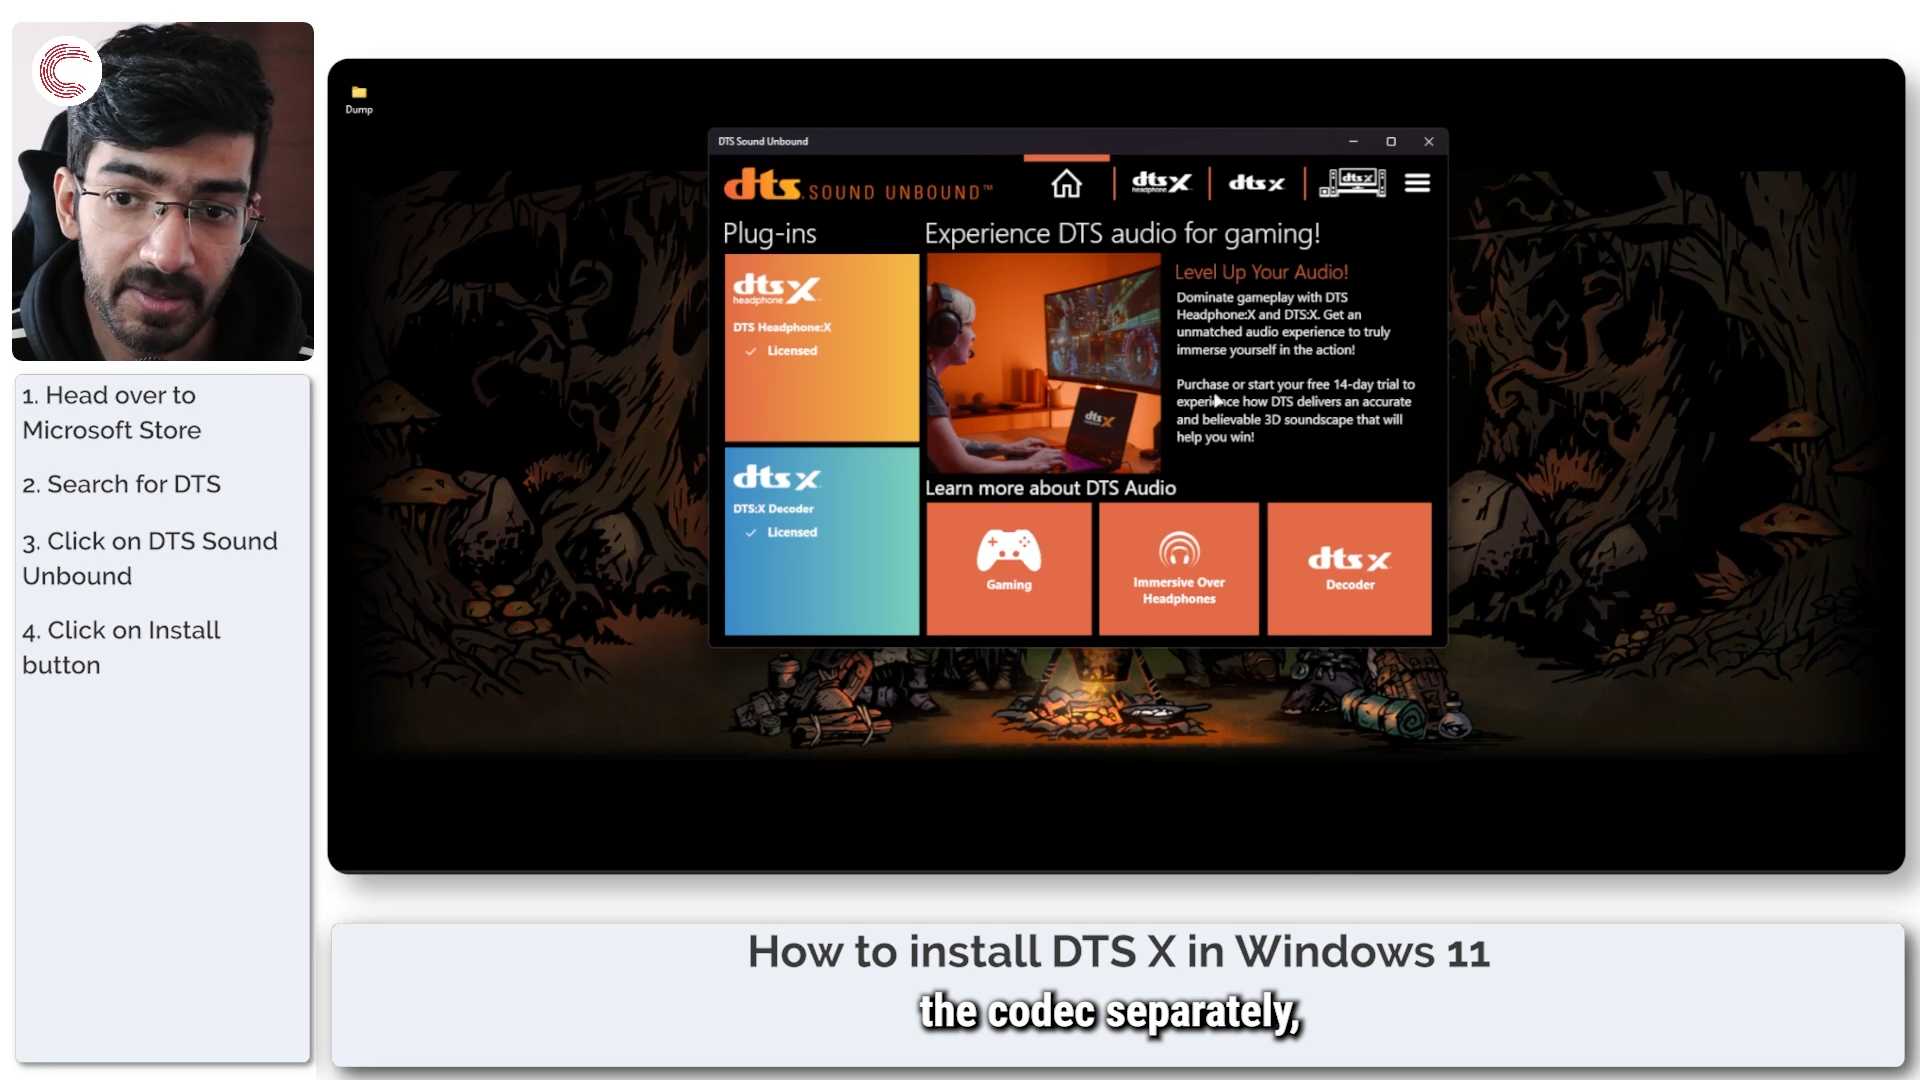 1. Head over to
Microsoft Store
2. Search for DTS
3. Click on DTS Sound
Unbound
4. Click on Install
button
Dump
DTS Sound Unbound
dts SOUND UNBOUND™
dts X
headphone
dts X
dts X
Plug-ins
dts X
headphone
DTS Headphone:X
Licensed
dts X
DTS:X Decoder
Licensed
Experience DTS audio for gaming!
dts X
Level Up Your Audio!
Dominate gameplay with DTS
Headphone:X and DTS:X. Get an
unmatched audio experience to truly
immerse yourself in the action!
Purchase or start your free 14-day trial to
experience how DTS delivers an accurate
and believable 3D soundscape that will
help you win!
Learn more about DTS Audio
Gaming
Immersive Over
Headphones
dts X
Decoder
How to install DTS X in Windows 11
the codec separately,